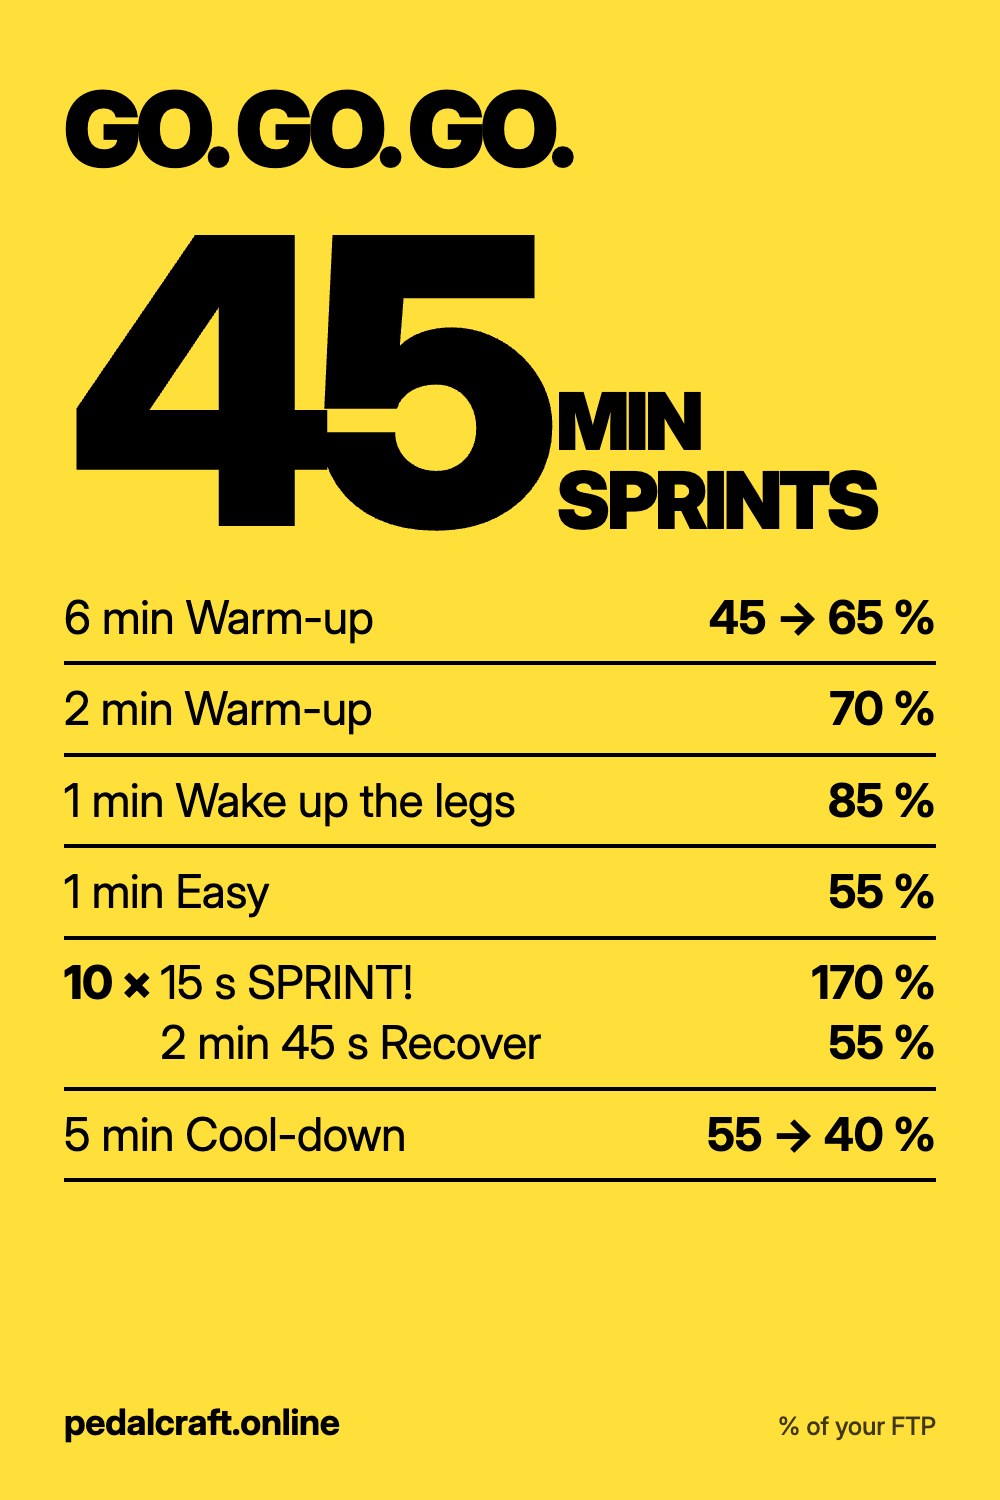 GO. GO. GO.
45 MIN
SPRINTS
6 min Warm-up 45 → 65 %
2 min Warm-up 70 %
1 min Wake up the legs 85 %
1 min Easy 55 %
10 × 15 s SPRINT! 170 %
2 min 45 s Recover 55 %
5 min Cool-down 55 → 40 %
pedalcraft.online % of your FTP